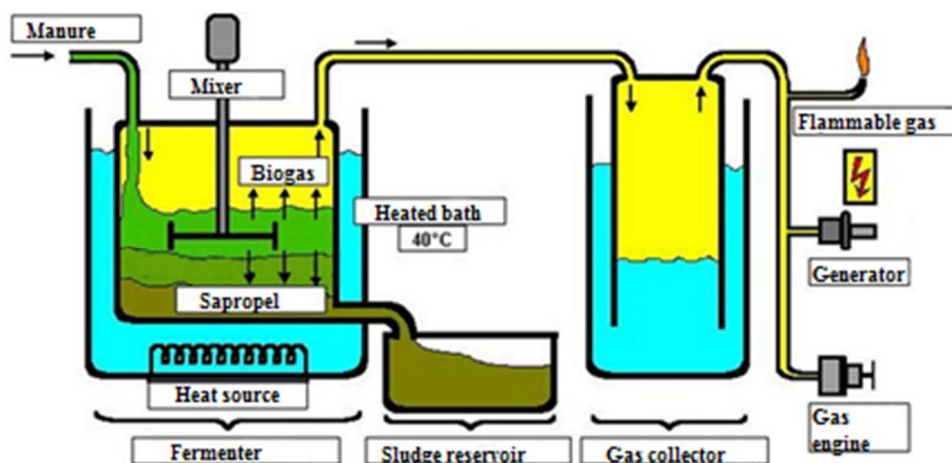 Manure
Mixer
Biogas
Heated bath
40°C
Sapropel
Heat source
Fermenter
Sludge reservoir
Gas collector
Flammable gas
Generator
Gas
engine